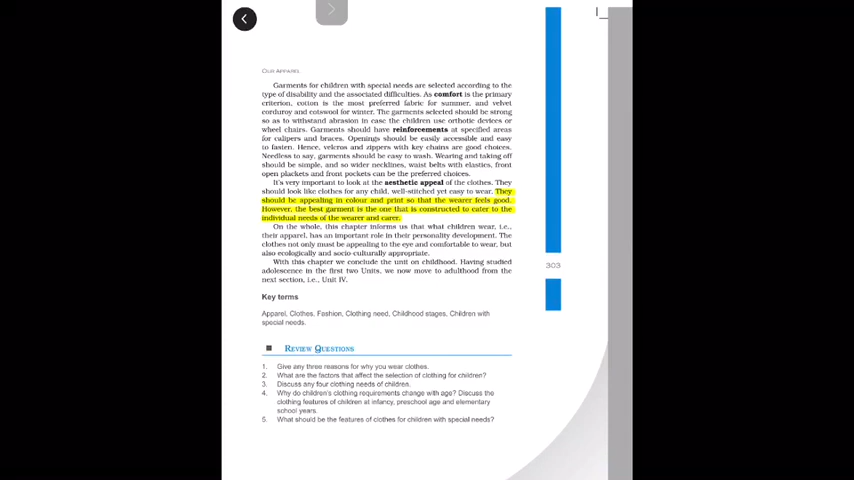 OUR APPAREL
Garments for children with special needs are selected according to the
type of disability and the associated difficulties. As comfort is the primary
criterion, cotton is the most preferred fabric for summer, and velvet
corduroy and cotswool for winter. The garments selected should be strong
so as to withstand abrasion in case the children use orthotic devices or
wheel chairs. Garments should have reinforcements at specified areas
for calipers and braces. Openings should be easily accessible and easy
to fasten. Hence, velcros and zippers with key chains are good choices.
Needless to say, garments should be easy to wash. Wearing and taking off
should be simple, and so wider necklines, waist belts with elastics, front
open plackets and front pockets can be the preferred choices.
It's very important to look at the aesthetic appeal of the clothes. They
should look like clothes for any child, well-stitched yet easy to wear. They
should be appealing in colour and print so that the wearer feels good.
However, the best garment is the one that is constructed to cater to the
individual needs of the wearer and carer.
On the whole, this chapter informs us that what children wear, i.e.,
their apparel, has an important role in their personality development. The
clothes not only must be appealing to the eye and comfortable to wear, but
also ecologically and socio-culturally appropriate.
With this chapter we conclude the unit on childhood. Having studied
adolescence in the first two Units, we now move to adulthood from the
next section, i.e., Unit IV.
303
Key terms
Apparel, Clothes, Fashion, Clothing need, Childhood stages, Children with
special needs.
REVIEW QUESTIONS
1. Give any three reasons for why you wear clothes.
2. What are the factors that affect the selection of clothing for children?
3. Discuss any four clothing needs of children.
4. Why do children's clothing requirements change with age? Discuss the
clothing features of children at infancy, preschool age and elementary
school years.
5. What should be the features of clothes for children with special needs?